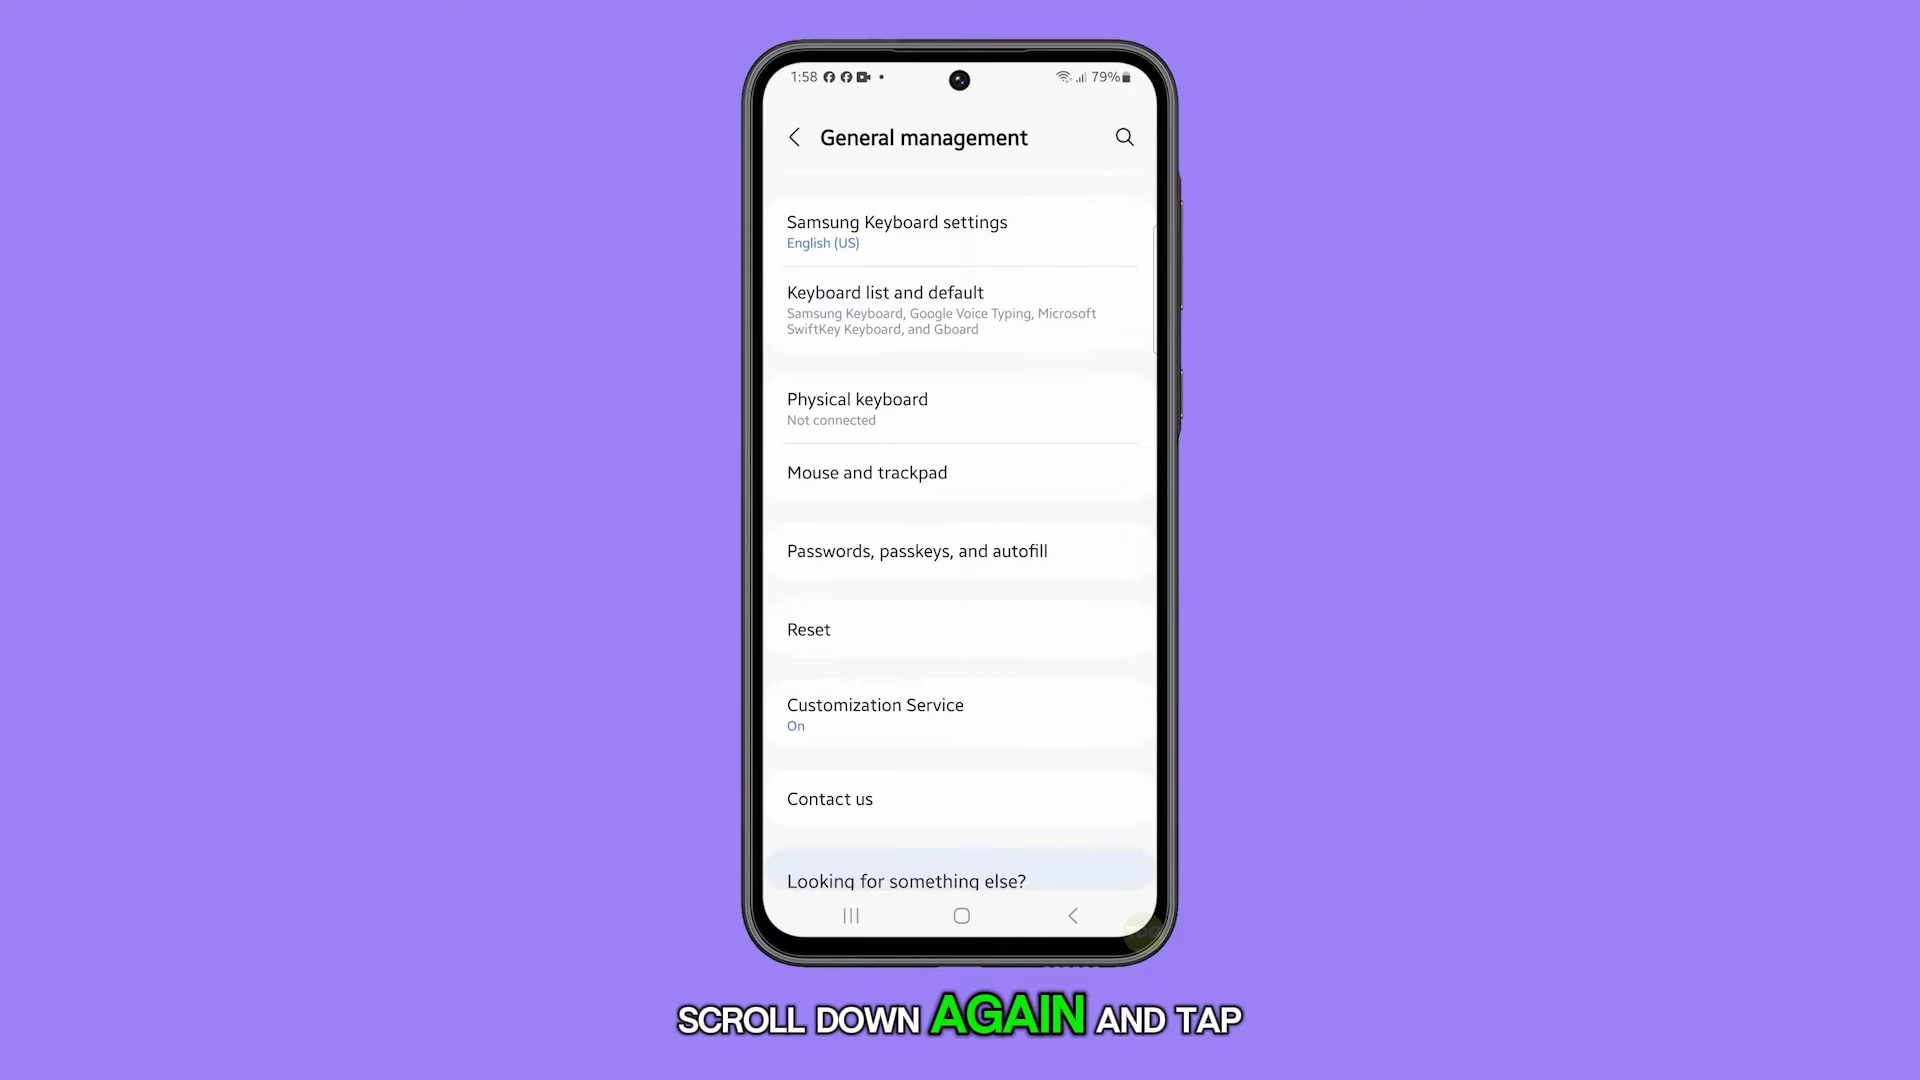 1:58
79%
General management
Samsung Keyboard settings
English (US)
Keyboard list and default
Samsung Keyboard, Google Voice Typing, Microsoft
SwiftKey Keyboard, and Gboard
Physical keyboard
Not connected
Mouse and trackpad
Passwords, passkeys, and autofill
Reset
Customization Service
On
Contact us
Looking for something else?
SCROLL DOWN AGAIN AND TAP